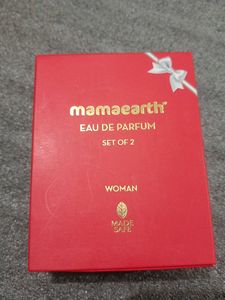 mamaearth
EAU DE PARFUM
SET OF 2
WOMAN
MADE
SAFE